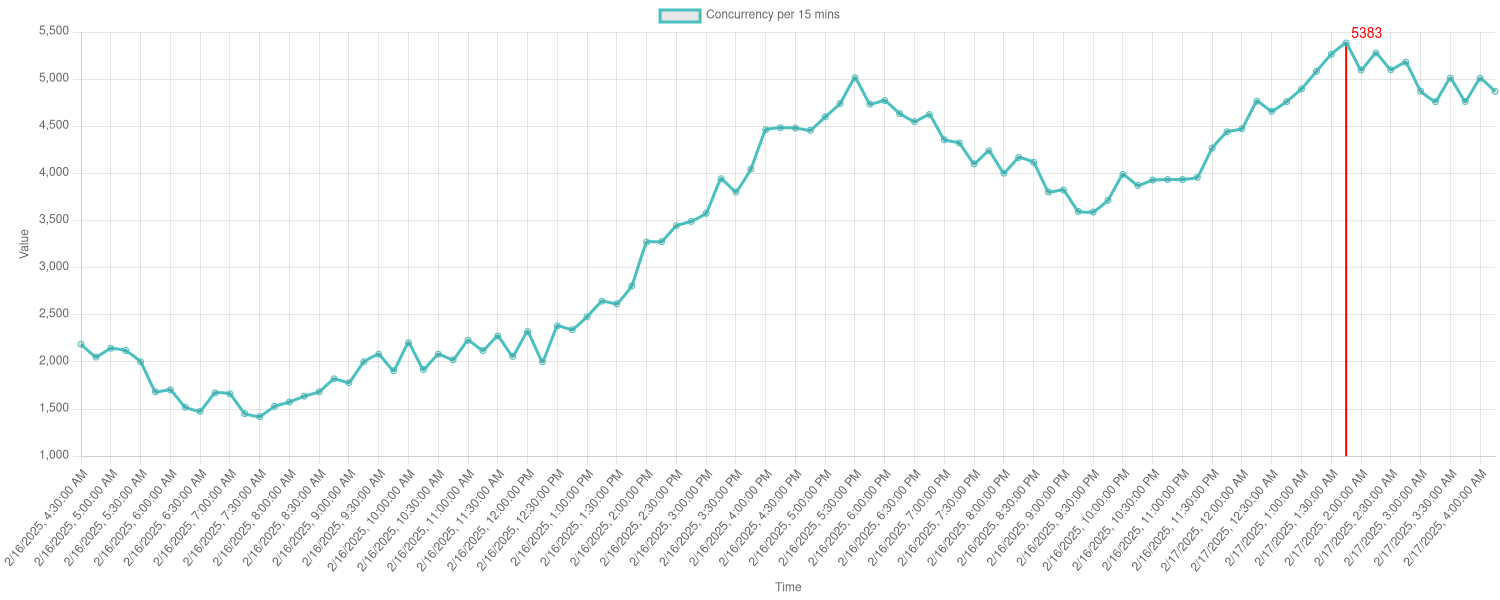 Concurrency per 15 mins
5383
Value
5,500
5,000
4,500
4,000
3,500
3,000
2,500
2,000
1,500
1,000
2/16/2025, 4:30:00 AM
2/16/2025, 5:00:00 AM
2/16/2025, 5:30:00 AM
2/16/2025, 6:00:00 AM
2/16/2025, 6:30:00 AM
2/16/2025, 7:00:00 AM
2/16/2025, 7:30:00 AM
2/16/2025, 8:00:00 AM
2/16/2025, 8:30:00 AM
2/16/2025, 9:00:00 AM
2/16/2025, 9:30:00 AM
2/16/2025, 10:00:00 AM
2/16/2025, 10:30:00 AM
2/16/2025, 11:00:00 AM
2/16/2025, 11:30:00 AM
2/16/2025, 12:00:00 PM
2/16/2025, 12:30:00 PM
2/16/2025, 1:00:00 PM
2/16/2025, 1:30:00 PM
2/16/2025, 2:00:00 PM
2/16/2025, 2:30:00 PM
2/16/2025, 3:00:00 PM
2/16/2025, 3:30:00 PM
2/16/2025, 4:00:00 PM
2/16/2025, 4:30:00 PM
2/16/2025, 5:00:00 PM
2/16/2025, 5:30:00 PM
2/16/2025, 6:00:00 PM
2/16/2025, 6:30:00 PM
2/16/2025, 7:00:00 PM
2/16/2025, 7:30:00 PM
2/16/2025, 8:00:00 PM
2/16/2025, 8:30:00 PM
2/16/2025, 9:00:00 PM
2/16/2025, 9:30:00 PM
2/16/2025, 10:00:00 PM
2/16/2025, 10:30:00 PM
2/16/2025, 11:00:00 PM
2/16/2025, 11:30:00 PM
2/17/2025, 12:00:00 AM
2/17/2025, 12:30:00 AM
2/17/2025, 1:00:00 AM
2/17/2025, 1:30:00 AM
2/17/2025, 2:00:00 AM
2/17/2025, 2:30:00 AM
2/17/2025, 3:00:00 AM
2/17/2025, 3:30:00 AM
2/17/2025, 4:00:00 AM
Time